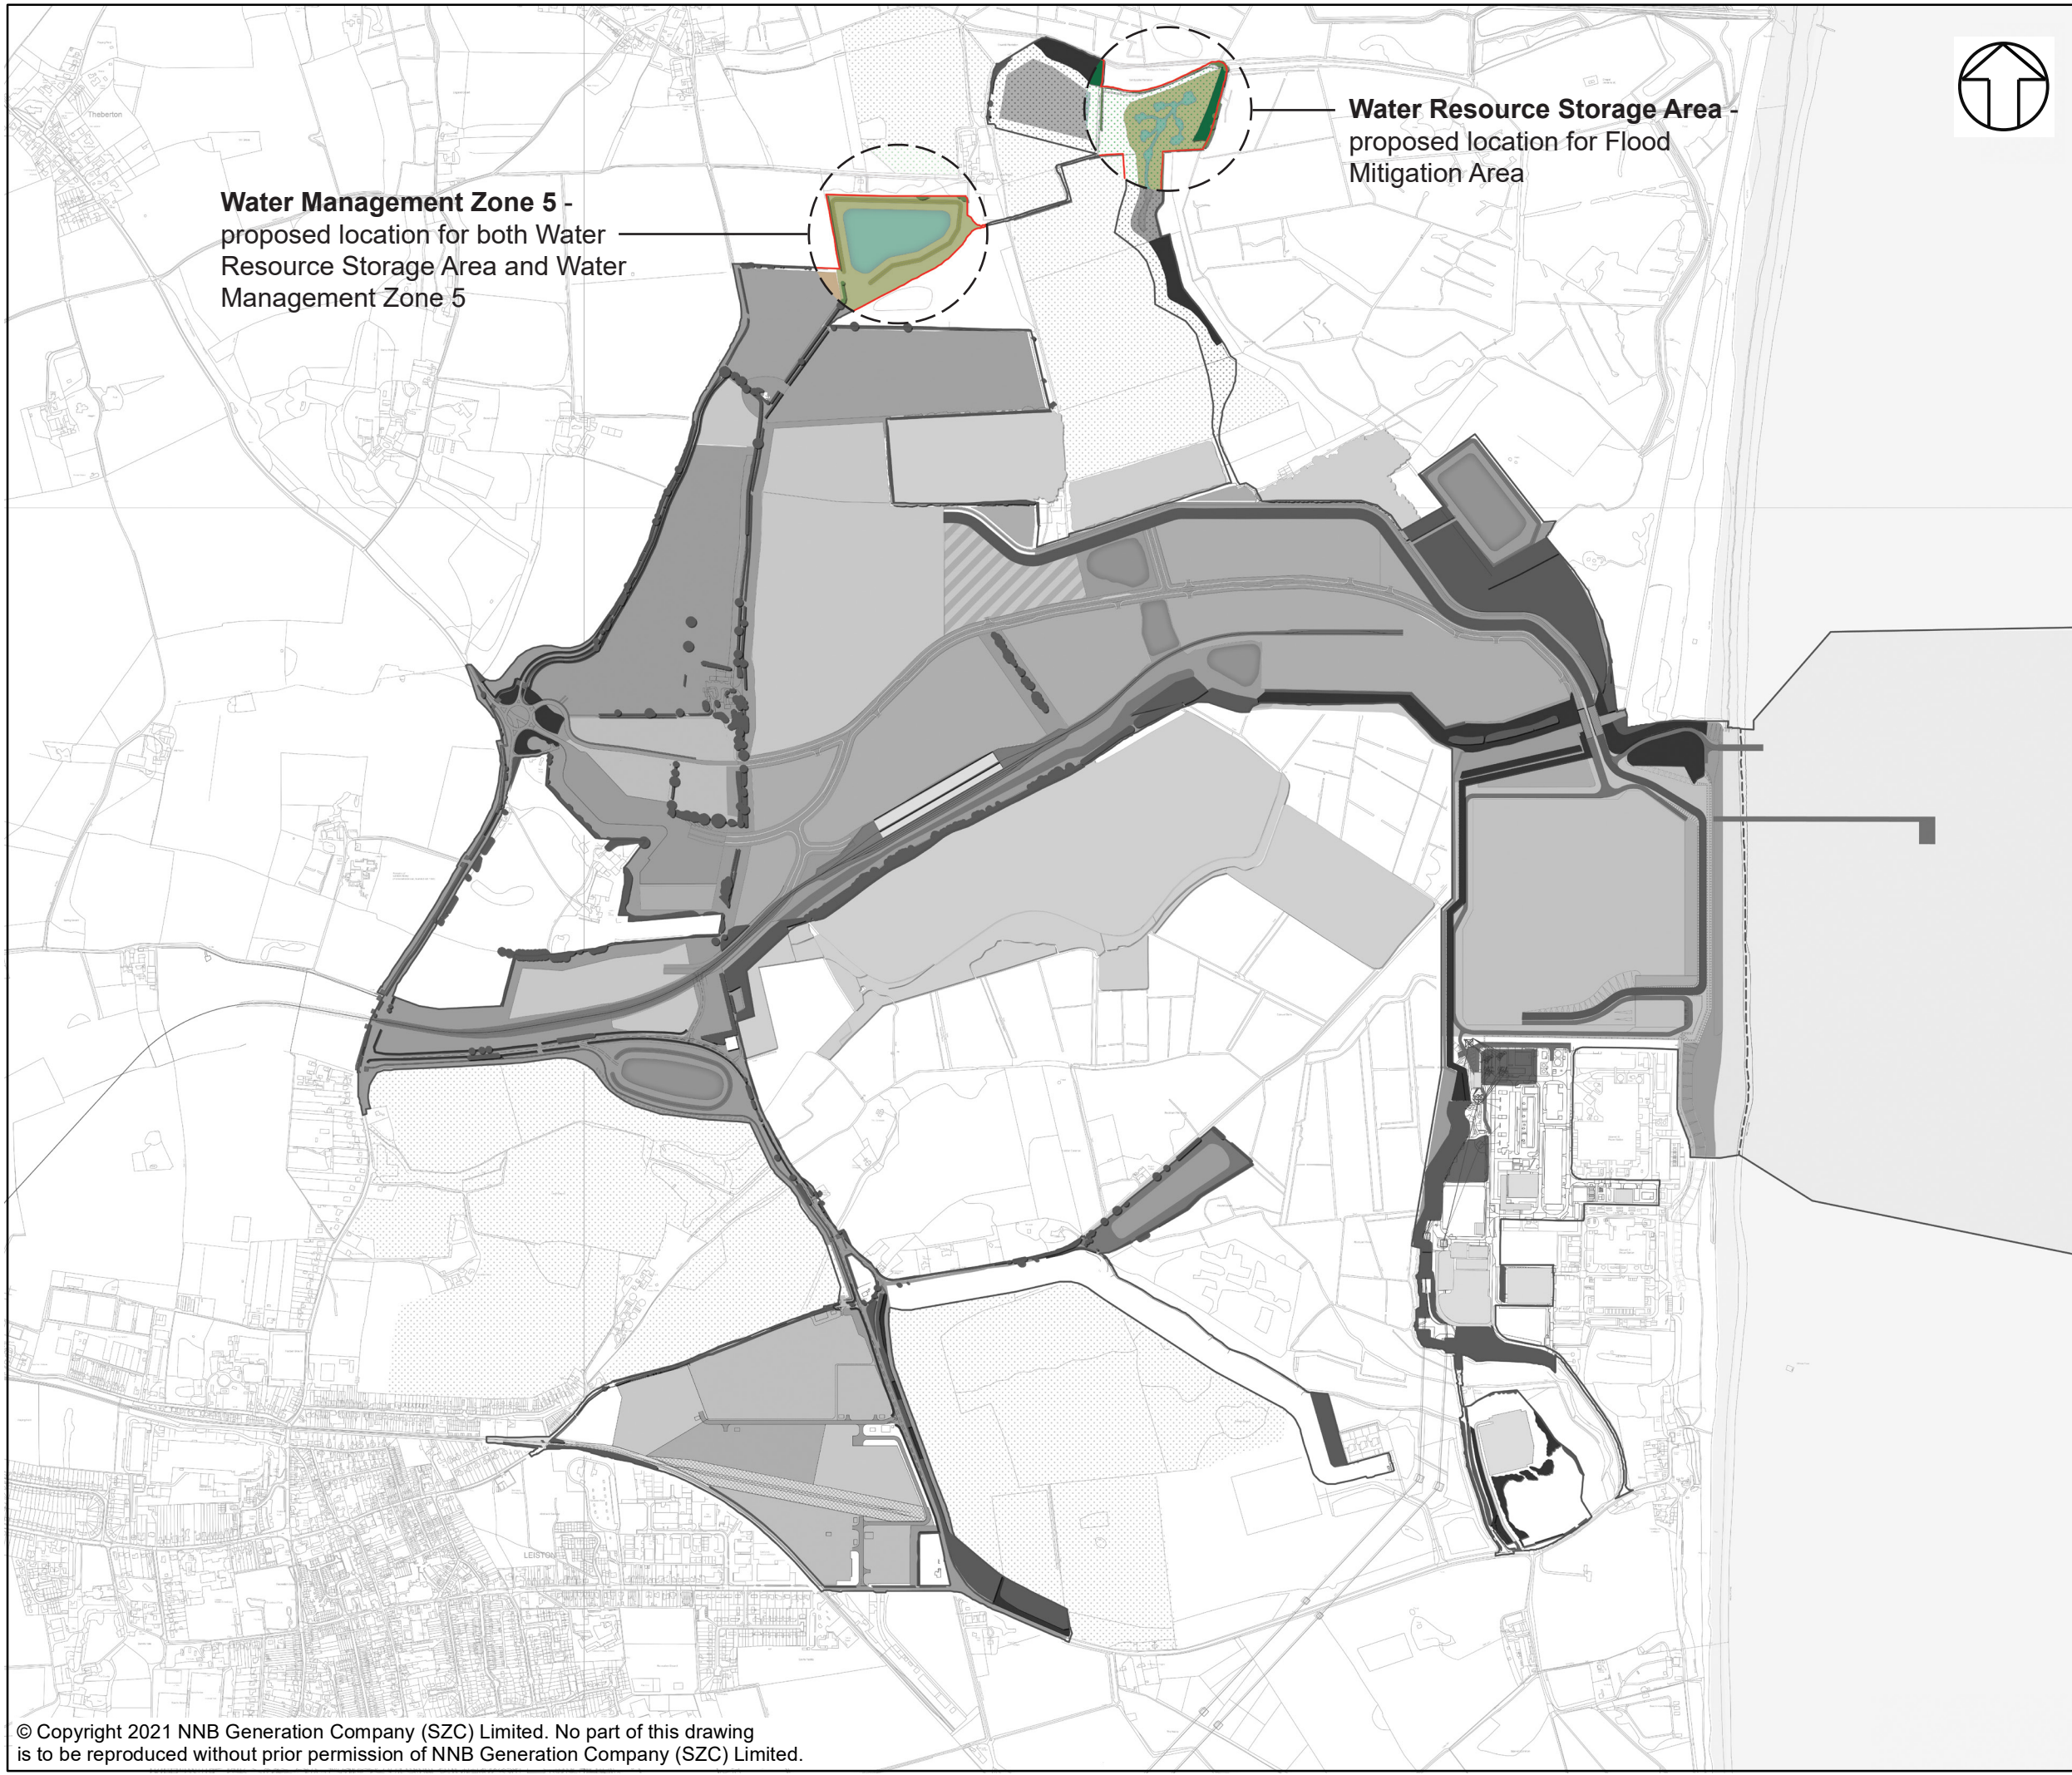 Theberton
Water Resource Storage Area -
proposed location for Flood
Mitigation Area
Water Management Zone 5 -
proposed location for both Water
Resource Storage Area and Water
Management Zone 5
LEISTON
© Copyright 2021 NNB Generation Company (SZC) Limited. No part of this drawing
is to be reproduced without prior permission of NNB Generation Company (SZC) Limited.